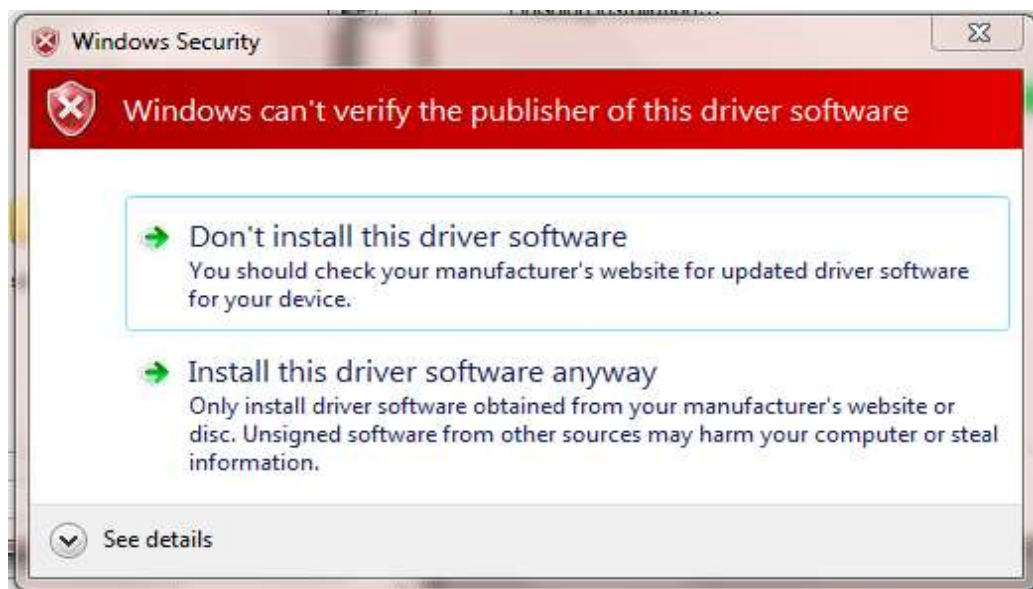 Windows Security
Windows can't verify the publisher of this driver software
Don't install this driver software
You should check your manufacturer's website for updated driver software
for your device.
Install this driver software anyway
Only install driver software obtained from your manufacturer's website or
disc. Unsigned software from other sources may harm your computer or steal
information.
See details